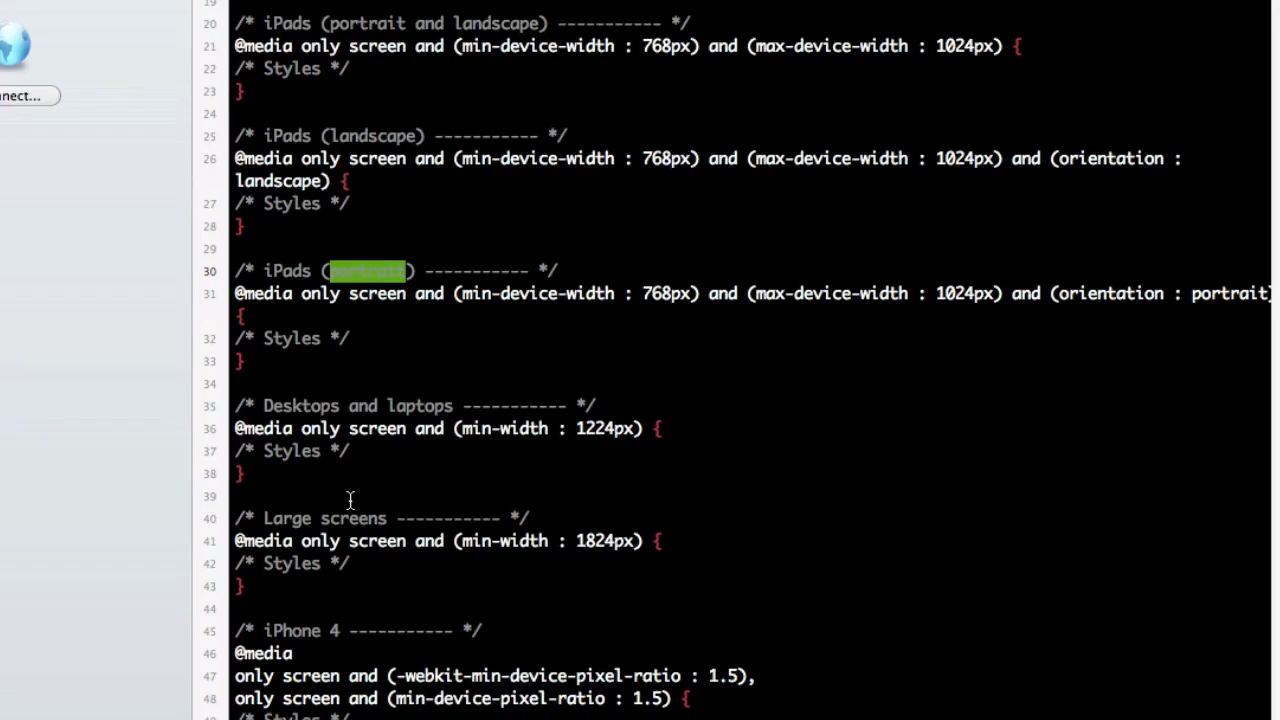 19
20 /* iPads (portrait and landscape) ----------- */
21 @media only screen and (min-device-width : 768px) and (max-device-width : 1024px) {
22 /* Styles */
23 }
24
25 /* iPads (landscape) ----------- */
26 @media only screen and (min-device-width : 768px) and (max-device-width : 1024px) and (orientation :
landscape) {
27 /* Styles */
28 }
29
30 /* iPads (portrait) ----------- */
31 @media only screen and (min-device-width : 768px) and (max-device-width : 1024px) and (orientation : portrait)
{
32 /* Styles */
33 }
34
35 /* Desktops and laptops ----------- */
36 @media only screen and (min-width : 1224px) {
37 /* Styles */
38 }
39
40 /* Large screens ----------- */
41 @media only screen and (min-width : 1824px) {
42 /* Styles */
43 }
44
45 /* iPhone 4 ----------- */
46 @media
47 only screen and (-webkit-min-device-pixel-ratio : 1.5),
48 only screen and (min-device-pixel-ratio : 1.5) {
/* Styles */
nect...